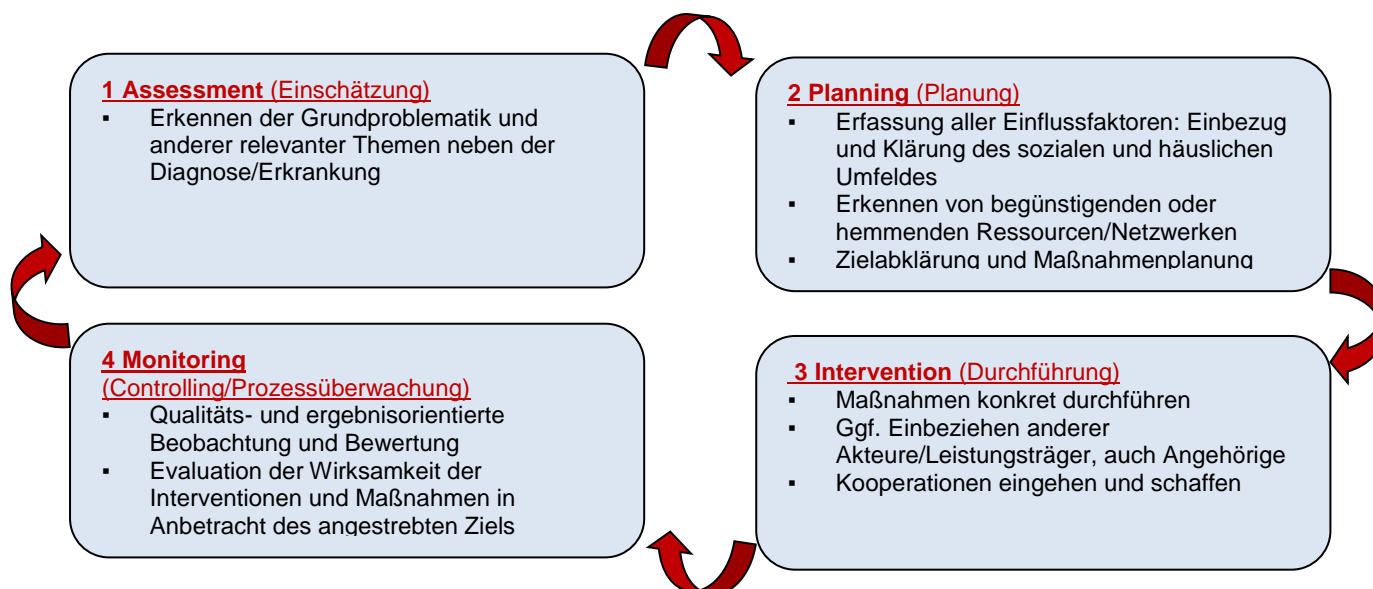 1 Assessment (Einschätzung)
▪ Erkennen der Grundproblematik und
anderer relevanter Themen neben der
Diagnose/Erkrankung
2 Planning (Planung)
▪ Erfassung aller Einflussfaktoren: Einbezug
und Klärung des sozialen und häuslichen
Umfeldes
▪ Erkennen von begünstigenden oder
hemmenden Ressourcen/Netzwerken
▪ Zielabklärung und Maßnahmenplanung
3 Intervention (Durchführung)
▪ Maßnahmen konkret durchführen
▪ Ggf. Einbeziehen anderer
Akteure/Leistungsträger, auch Angehörige
▪ Kooperationen eingehen und schaffen
4 Monitoring
(Controlling/Prozessüberwachung)
▪ Qualitäts- und ergebnisorientierte
Beobachtung und Bewertung
▪ Evaluation der Wirksamkeit der
Interventionen und Maßnahmen in
Anbetracht des angestrebten Ziels